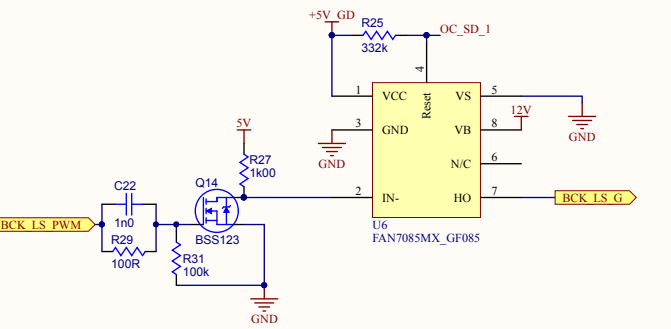 +5V_GD
R25
332k
OC_SD_1
4
1
VCC
Reset
VS
5
12V
3
GND
VB
8
GND
GND
5V
N/C
6
R27
1k00
C22
Q14
2
IN-
HO
7
BCK_LS_G
1n0
BCK_LS_PWM
R29
100R
BSS123
U6
FAN7085MX_GF085
R31
100k
GND